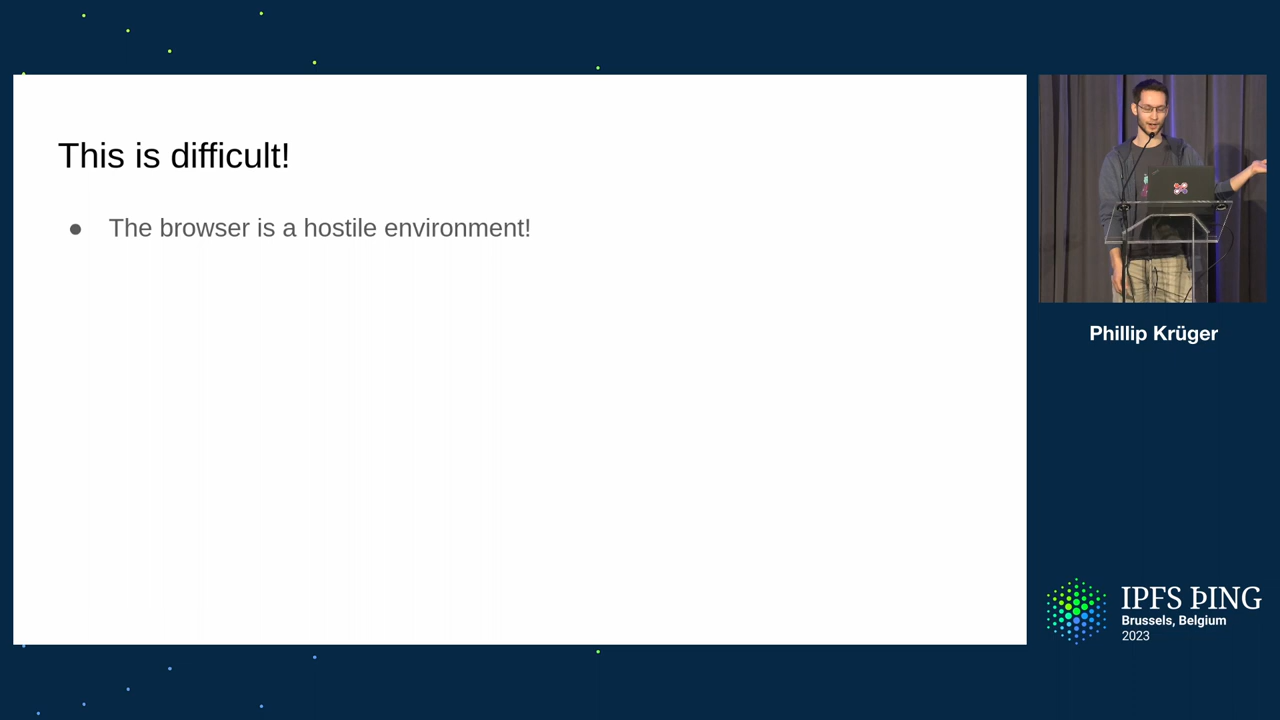 This is difficult!
● The browser is a hostile environment!
Phillip Krüger
IPFS ÞING
Brussels, Belgium
2023